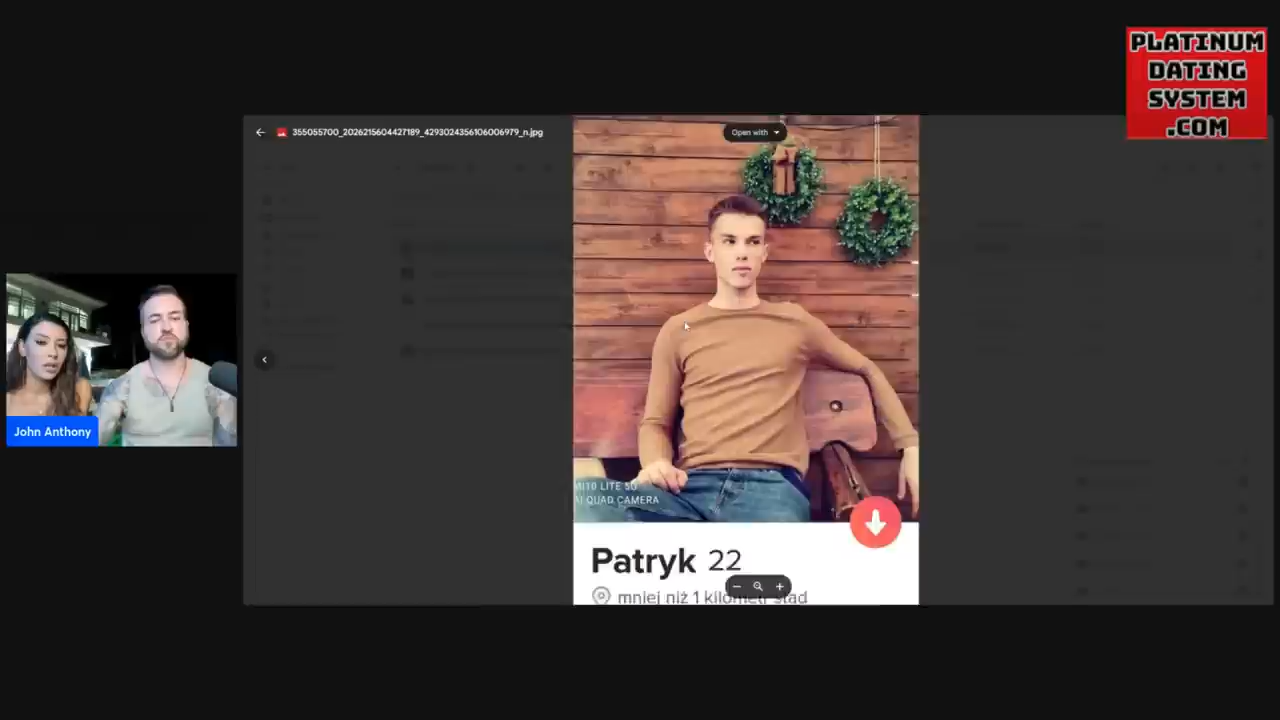 PLATINUM
DATING
SYSTEM
.COM
355055700_2026215604427189_4293024356106006979_n.jpg
Open with
John Anthony
MI10 LITE 5G
AI QUAD CAMERA
Patryk 22
mniej niż 1 kilometr stąd